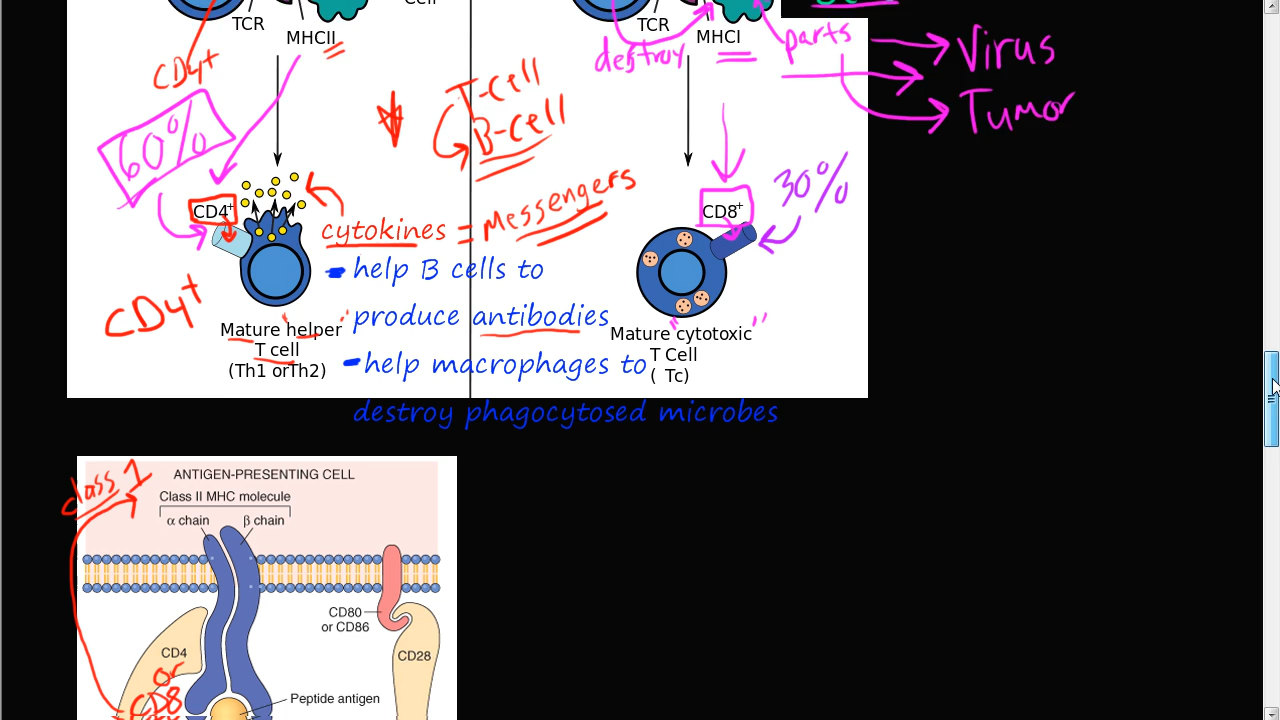 Cell
TCR
MHCII
TCR
MHCI
destroy
parts
Virus
Tumor
CD4+
60%
T-cell
B-cell
30%
CD4+
CD8+
cytokines = Messengers
- help B cells to
produce antibodies
- help macrophages to
destroy phagocytosed microbes
CD4+
Mature helper
T cell
(Th1 orTh2)
Mature cytotoxic
T Cell
( Tc)
class 1
ANTIGEN-PRESENTING CELL
Class II MHC molecule
α chain
β chain
CD80
or CD86
CD4
or
CD8
CD28
Peptide antigen